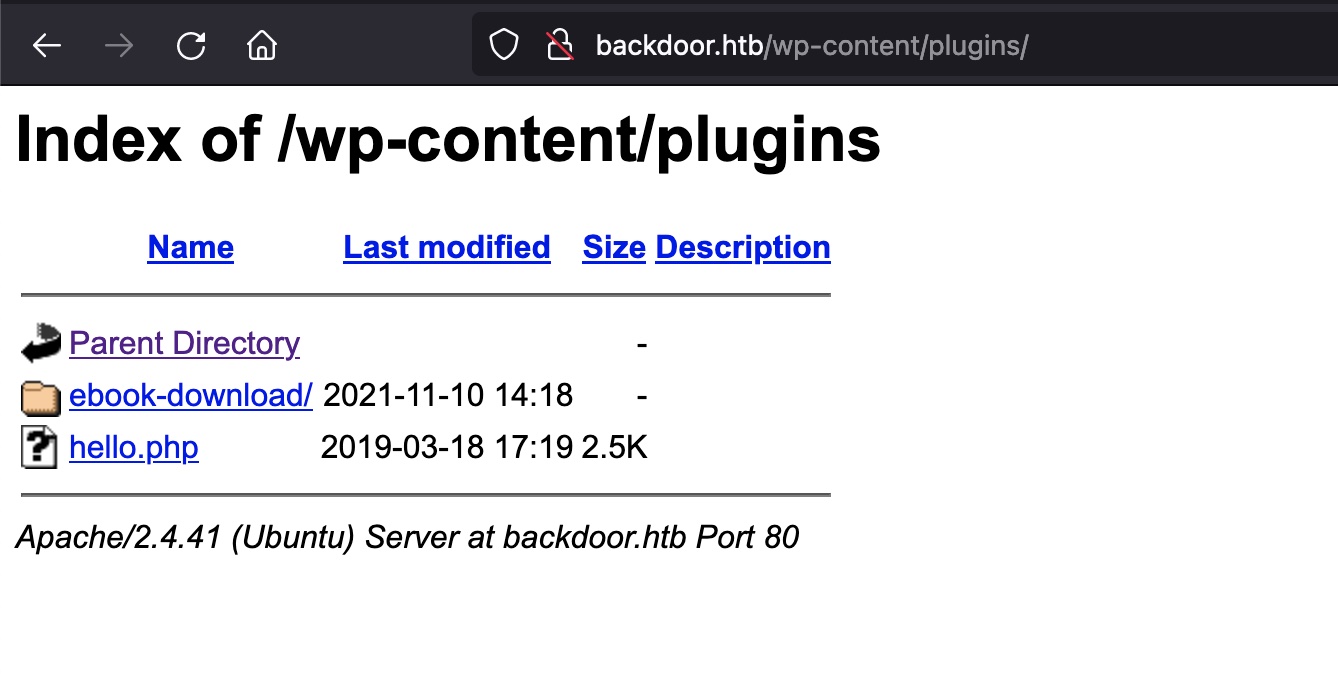 backdoor.htb/wp-content/plugins/
Index of /wp-content/plugins
Name Last modified Size Description
Parent Directory -
ebook-download/ 2021-11-10 14:18 -
hello.php 2019-03-18 17:19 2.5K
Apache/2.4.41 (Ubuntu) Server at backdoor.htb Port 80